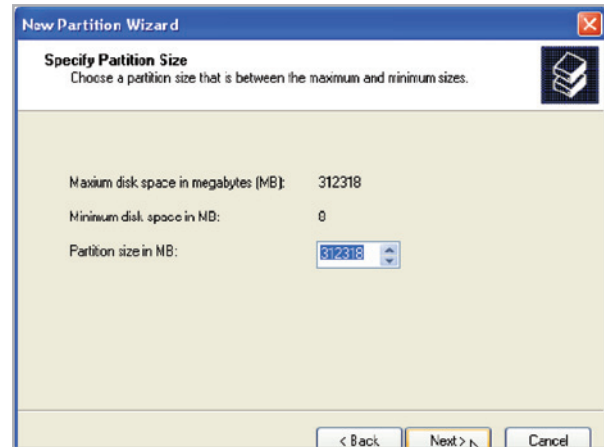 New Partition Wizard
Specify Partition Size
Choose a partition size that is between the maximum and minimum sizes.
Maxium disk space in megabytes (MB): 312318
Minimum disk space in MB: 8
Partition size in MB: 312318
< Back Next > Cancel